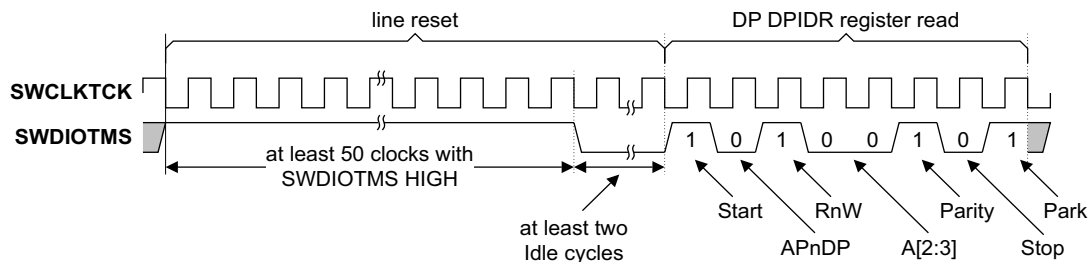 line reset
DP DPIDR register read
SWCLKTCK
SWDIOTMS
1 0 1 0 0 1 0 1
at least 50 clocks with
SWDIOTMS HIGH
at least two
Idle cycles
Start
RnW
Parity
Park
APnDP
A[2:3]
Stop